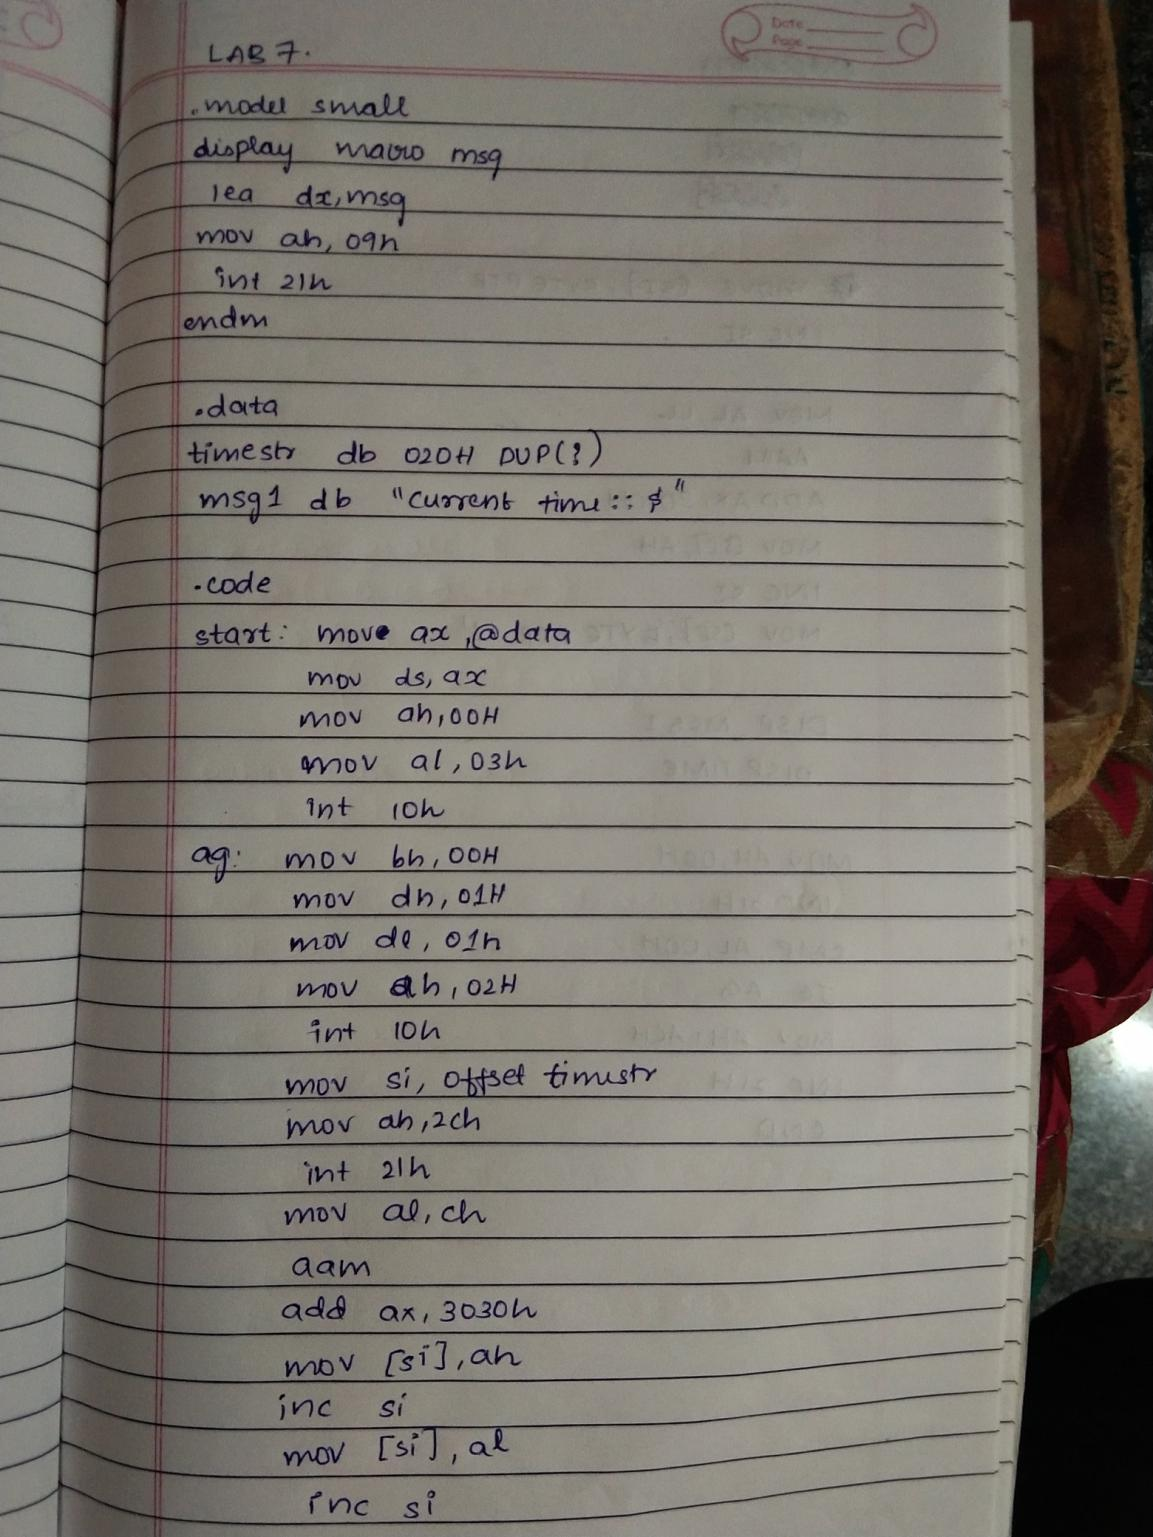 Date
Page
LAB 7.
.model small
display macro msg
lea dx,msg
mov ah, 09h
int 21h
endm
.data
timestr db 020H DUP(?)
msg1 db "current time :: $"
.code
start: move ax ,@data
mov ds, ax
mov ah,00H
mov al,03h
int 10h
ag: mov bh,00H
mov dh,01H
mov dl,01h
mov ah,02H
int 10h
mov si, offset timestr
mov ah,2ch
int 21h
mov al,ch
aam
add ax,3030h
mov [si],ah
inc si
mov [si],al
inc si